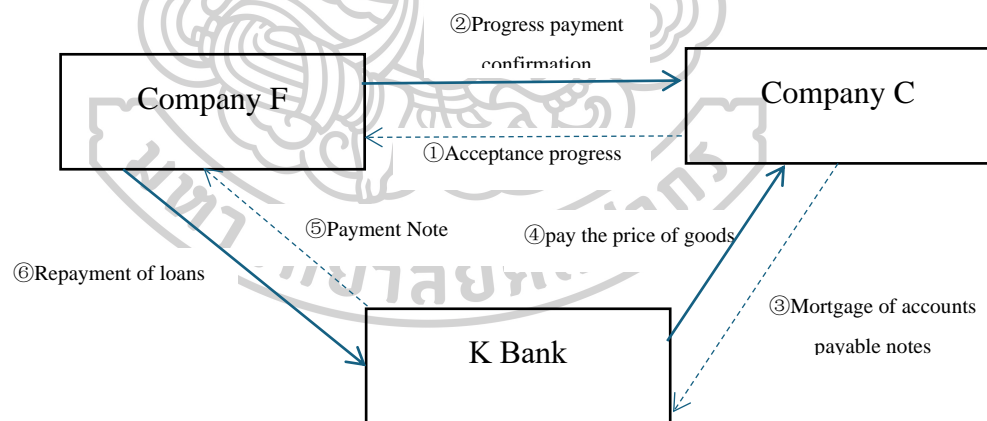 ②Progress payment
confirmation
Company F
Company C
①Acceptance progress
⑤Payment Note
④pay the price of goods
⑥Repayment of loans
③Mortgage of accounts
payable notes
K Bank